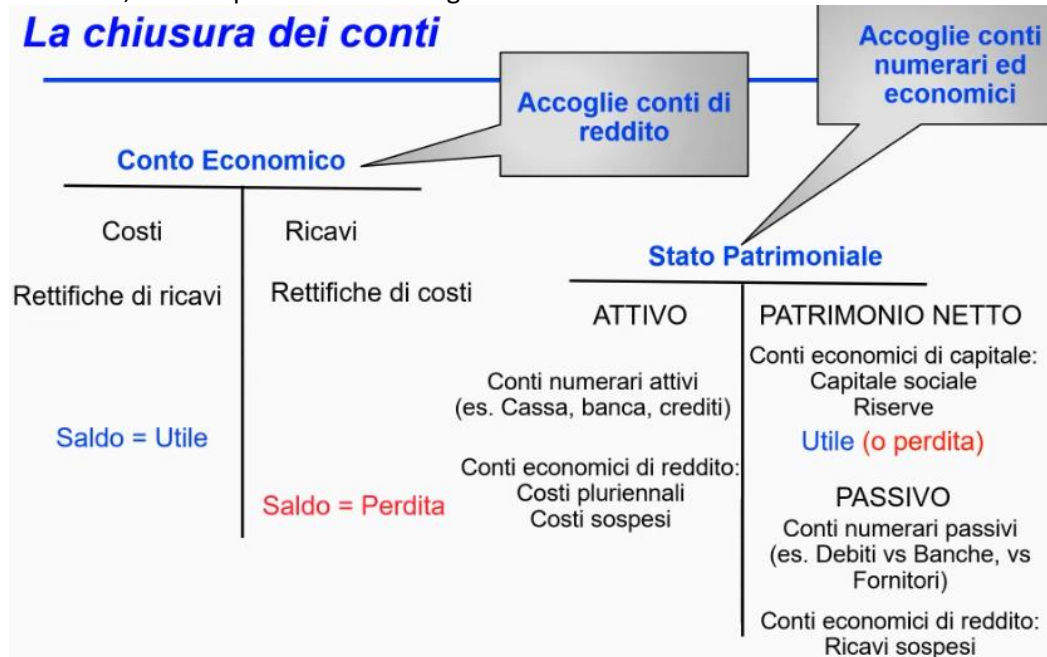 La chiusura dei conti
Accoglie conti di
reddito
Accoglie conti
numerari ed
economici
Conto Economico
Costi
Ricavi
Rettifiche di ricavi
Rettifiche di costi
Saldo = Utile
Saldo = Perdita
Stato Patrimoniale
ATTIVO
Conti numerari attivi
(es. Cassa, banca, crediti)
Conti economici di reddito:
Costi pluriennali
Costi sospesi
PATRIMONIO NETTO
Conti economici di capitale:
Capitale sociale
Riserve
Utile (o perdita)
PASSIVO
Conti numerari passivi
(es. Debiti vs Banche, vs
Fornitori)
Conti economici di reddito:
Ricavi sospesi